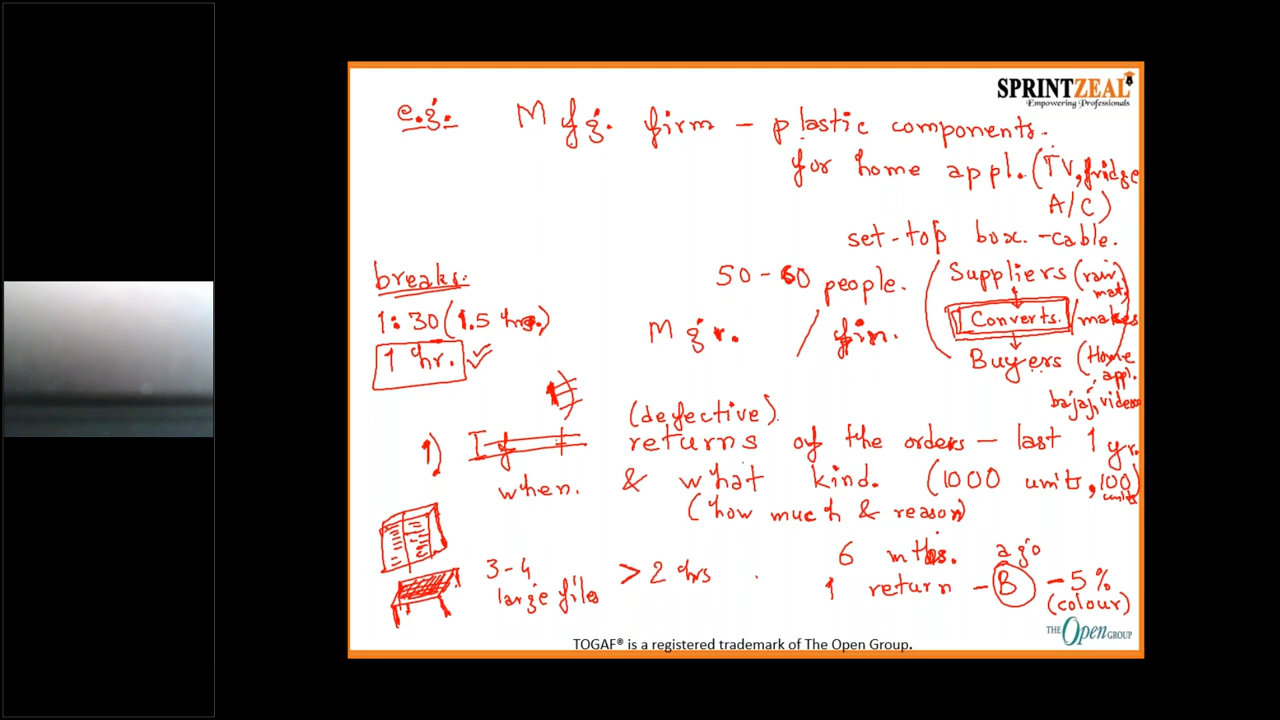 SPRINTZEAL
Empowering Professionals
e.g. Mfg. firm - plastic components.
for home appl. (TV, fridge
A/C)
set-top box. - cable.
breaks:
1:30 (1.5 hrs.)
1 hr.
50-60 people.
Mgr. / fin.
Suppliers (raw mat.)
Converts. / makes
Buyers (Home appl.
bajaj, videocon
(defective).
1) If returns of the orders - last 1 yr.
when. & what kind. (1000 units, 100 units)
(how much & reason)
3-4 large files > 2 hrs
6 mths. ago
1 return - B - 5%
(colour)
THE Open GROUP
TOGAF® is a registered trademark of The Open Group.